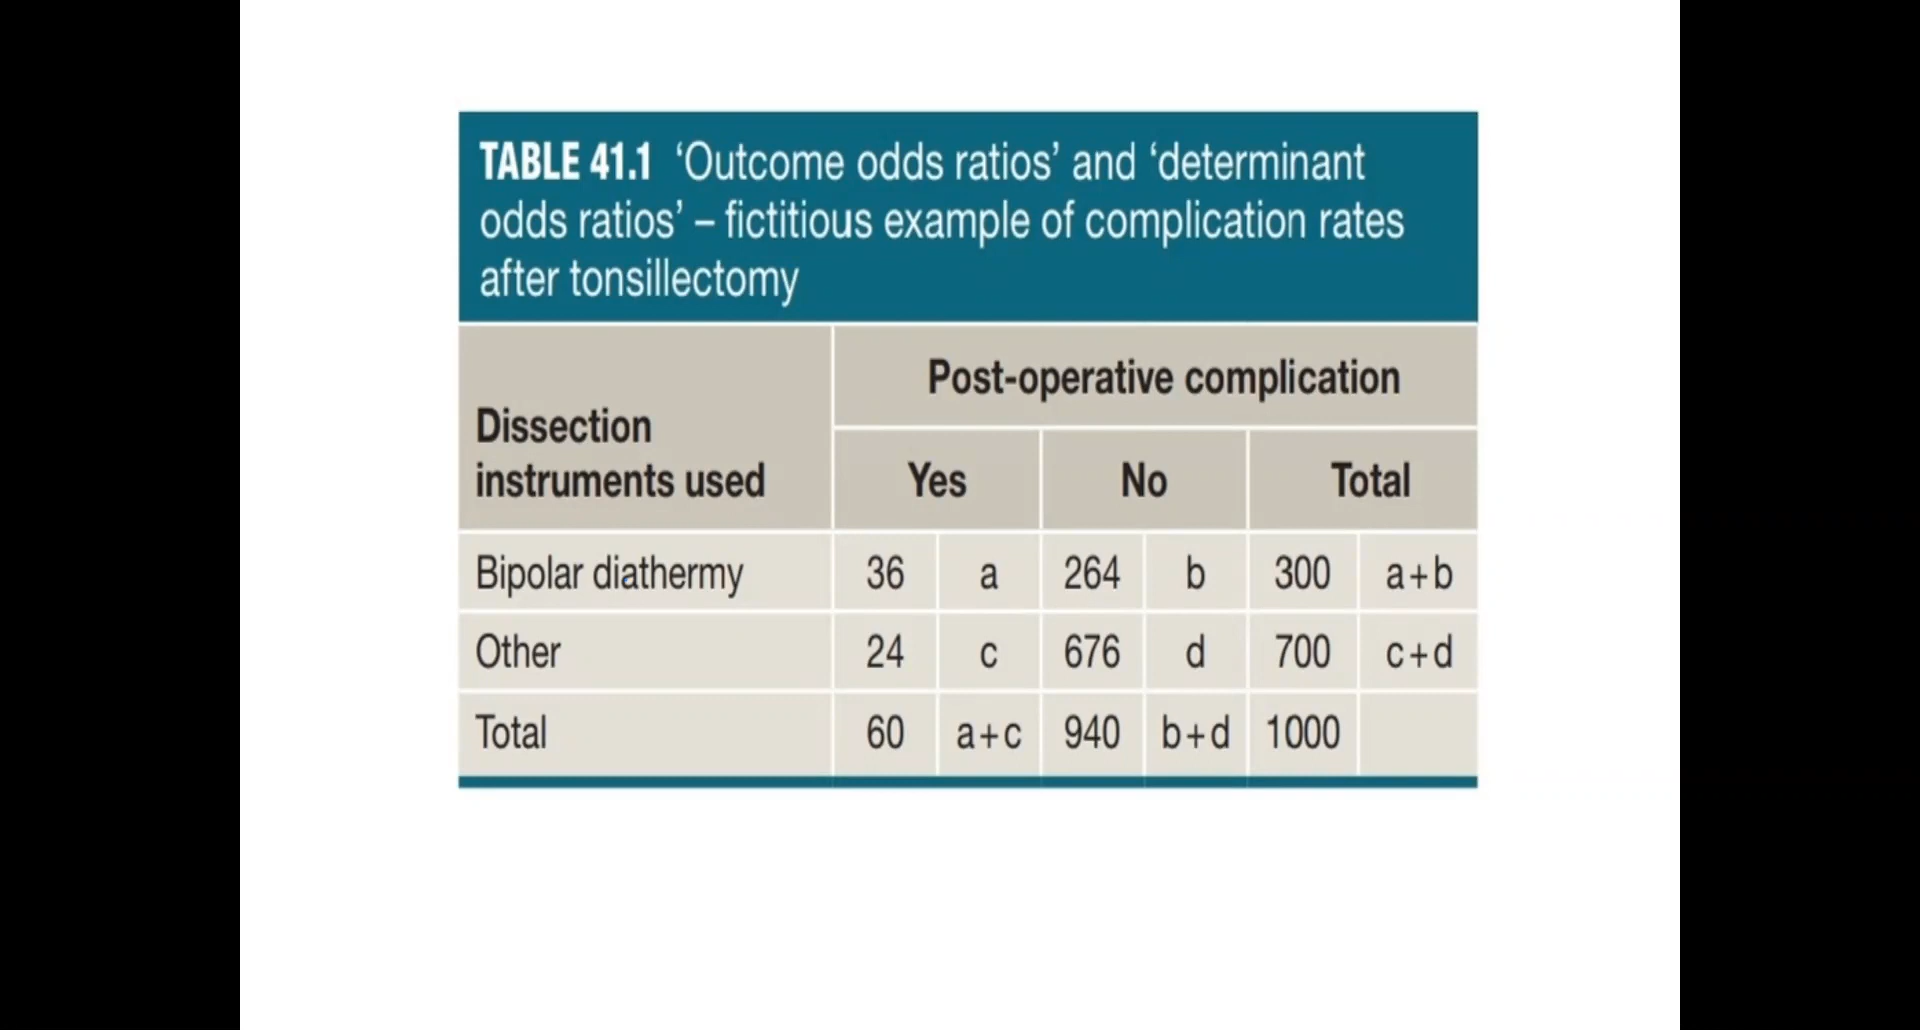 TABLE 41.1 ‘Outcome odds ratios’ and ‘determinant
odds ratios’ – fictitious example of complication rates
after tonsillectomy
Post-operative complication
Dissection
instruments used
Yes No Total
Bipolar diathermy 36 a 264 b 300 a+b
Other 24 c 676 d 700 c+d
Total 60 a+c 940 b+d 1000